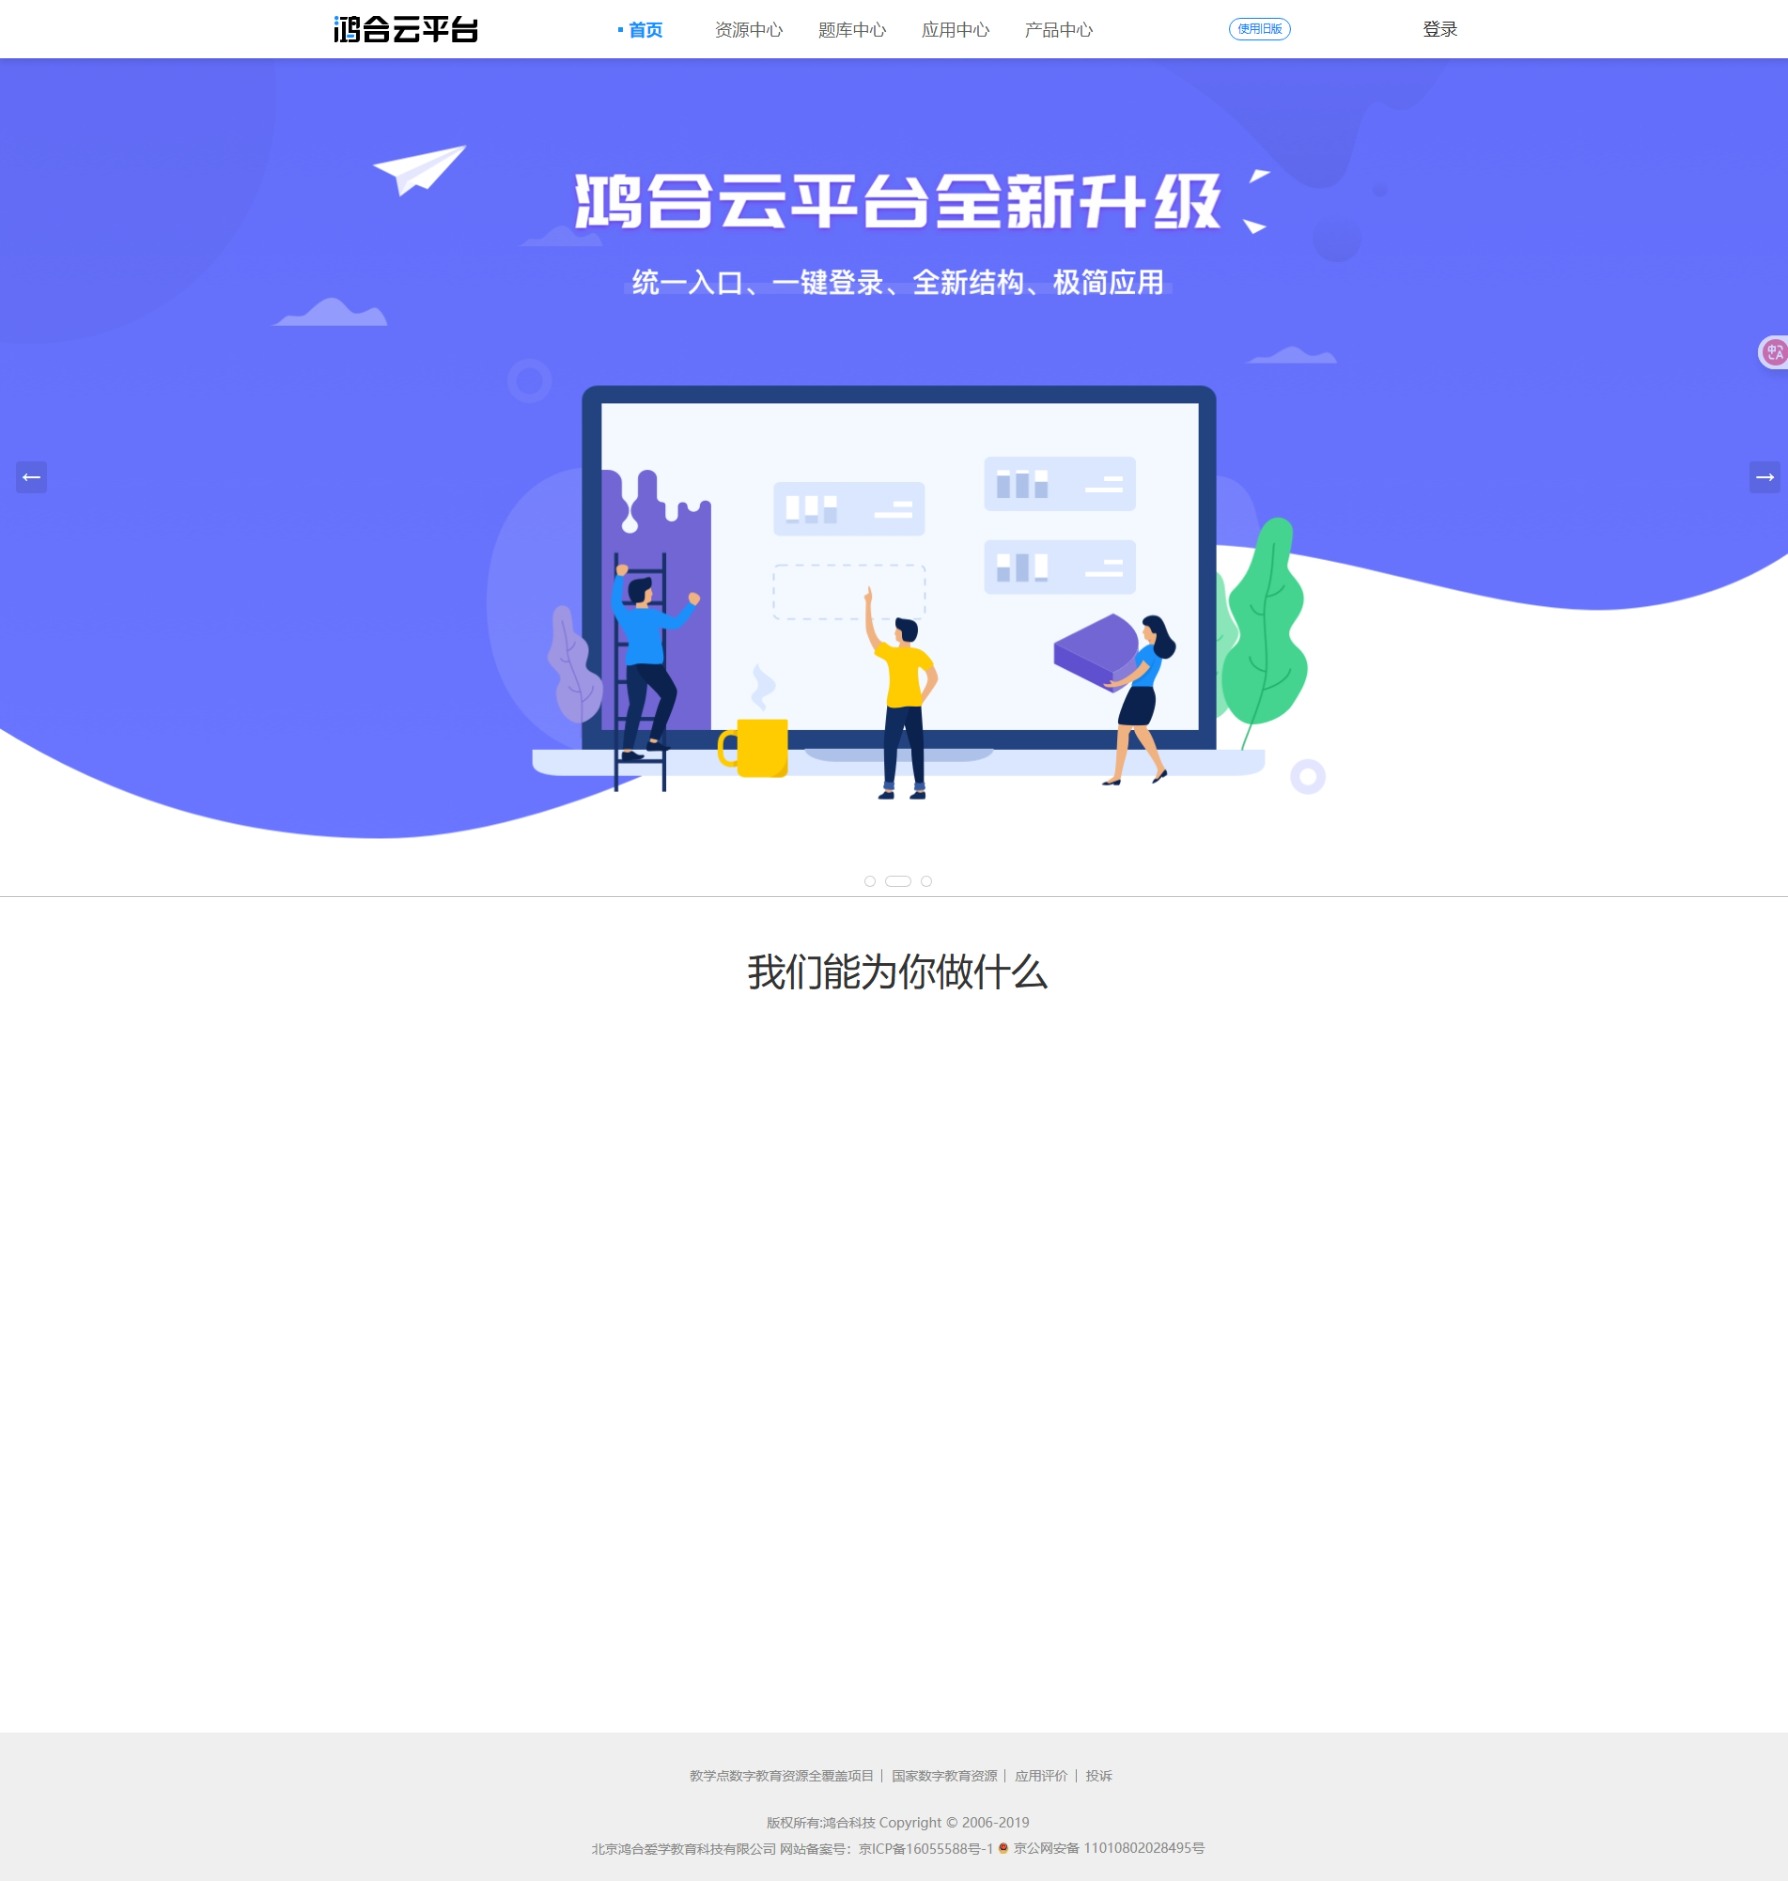 鸿合云平台
首页 资源中心 题库中心 应用中心 产品中心 使用旧版 登录
鸿合云平台全新升级
统一入口、一键登录、全新结构、极简应用
我们能为你做什么
教学点数字教育资源全覆盖项目 | 国家数字教育资源 | 应用评价 | 投诉
版权所有:鸿合科技 Copyright © 2006-2019
北京鸿合爱学教育科技有限公司 网站备案号：京ICP备16055588号-1 京公网安备 11010802028495号